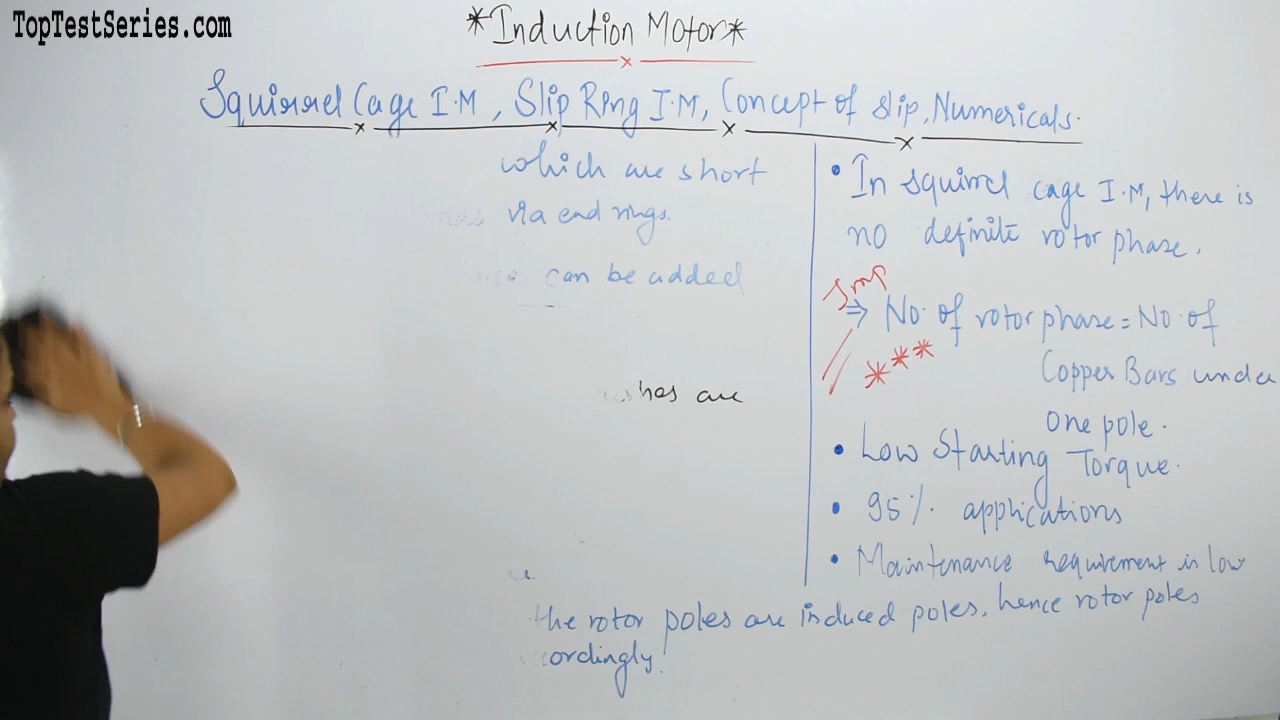 TopTestSeries.com
*Induction Motor*
Squirrel Cage I.M, Slip Ring I.M, Concept of slip, Numericals.
which are short
via end rings.
can be added
has are
• In squirrel cage I.M, there is
no definite rotor phase.
Imp
⇒ No. of rotor phase = No. of
***
Copper Bars under
one pole.
• Low Starting Torque.
• 95% applications
• Maintenance requirement is low
the rotor poles are induced poles, hence rotor poles
ordingly.